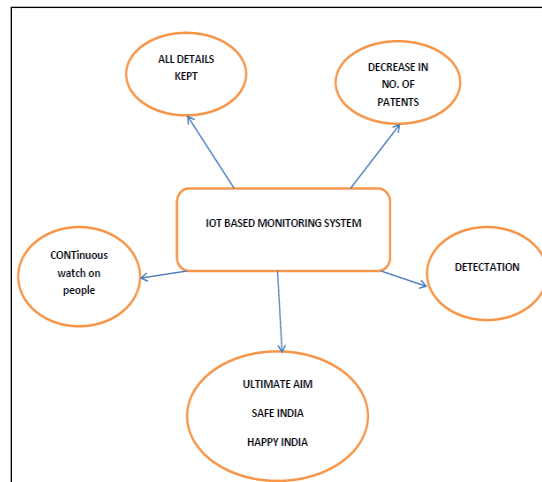 ALL DETAILS
KEPT
DECREASE IN
NO. OF
PATENTS
IOT BASED MONITORING SYSTEM
CONTinuous
watch on
people
DETECTATION
ULTIMATE AIM
SAFE INDIA
HAPPY INDIA